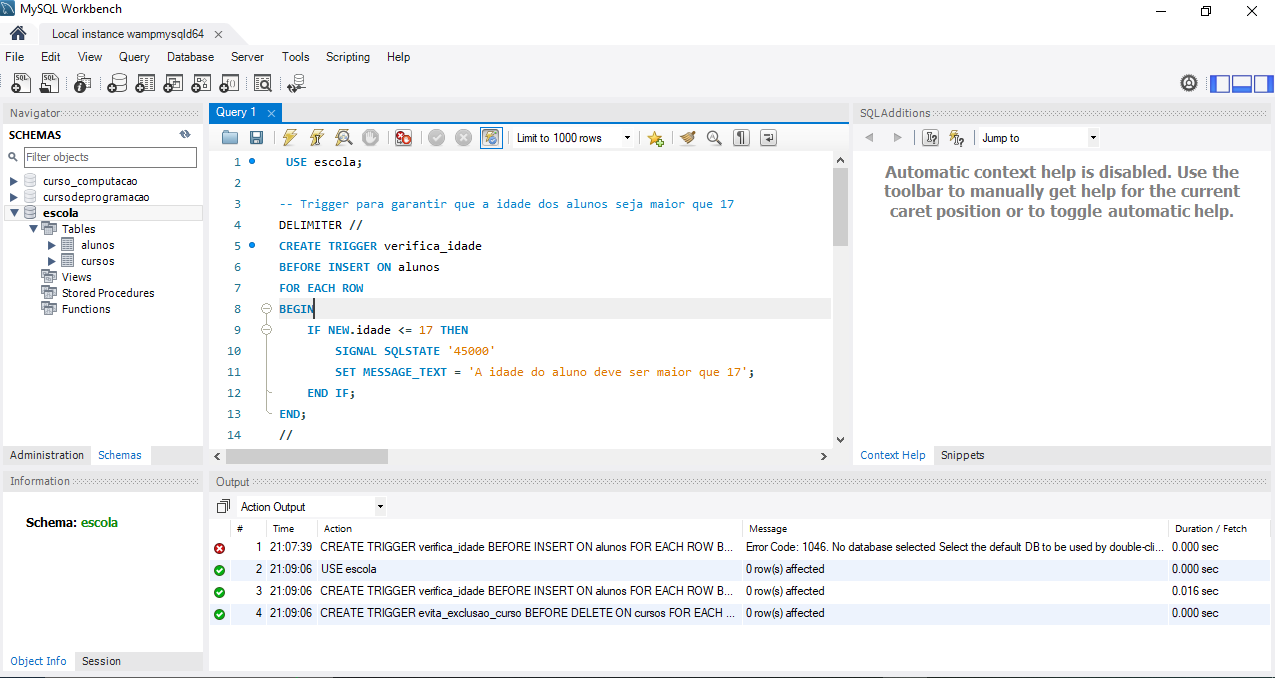 MySQL Workbench
Local instance wampmysqld64
File Edit View Query Database Server Tools Scripting Help
Navigator
SCHEMAS
Filter objects
curso_computacao
cursodeprogramacao
escola
Tables
alunos
cursos
Views
Stored Procedures
Functions
Administration Schemas
Information
Schema: escola
Object Info Session
Query 1
Limit to 1000 rows
1 USE escola;
2
3 -- Trigger para garantir que a idade dos alunos seja maior que 17
4 DELIMITER //
5 CREATE TRIGGER verifica_idade
6 BEFORE INSERT ON alunos
7 FOR EACH ROW
8 BEGIN
9 IF NEW.idade <= 17 THEN
10 SIGNAL SQLSTATE '45000'
11 SET MESSAGE_TEXT = 'A idade do aluno deve ser maior que 17';
12 END IF;
13 END;
14 //
SQLAdditions
Jump to
Automatic context help is disabled. Use the
toolbar to manually get help for the current
caret position or to toggle automatic help.
Context Help Snippets
Output
Action Output
# Time Action Message Duration / Fetch
1 21:07:39 CREATE TRIGGER verifica_idade BEFORE INSERT ON alunos FOR EACH ROW B... Error Code: 1046. No database selected Select the default DB to be used by double-cli... 0.000 sec
2 21:09:06 USE escola 0 row(s) affected 0.000 sec
3 21:09:06 CREATE TRIGGER verifica_idade BEFORE INSERT ON alunos FOR EACH ROW B... 0 row(s) affected 0.016 sec
4 21:09:06 CREATE TRIGGER evita_exclusao_curso BEFORE DELETE ON cursos FOR EACH ... 0 row(s) affected 0.000 sec